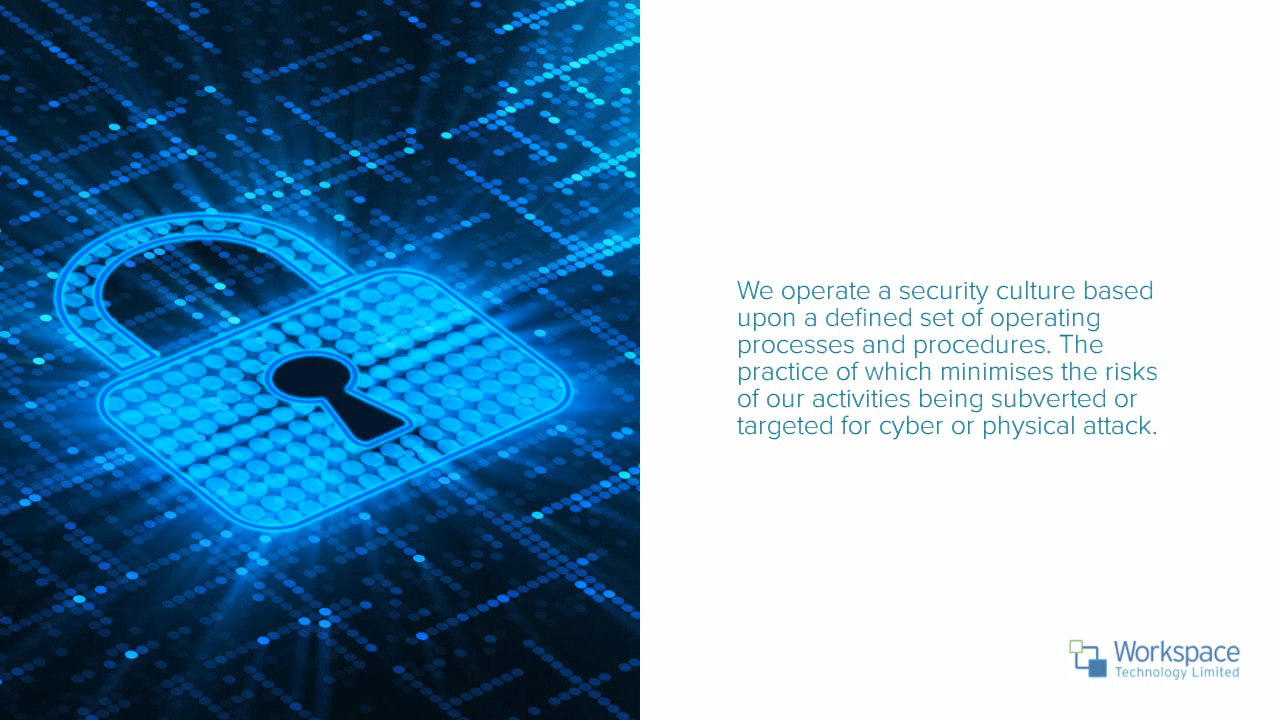 We operate a security culture based
upon a defined set of operating
processes and procedures. The
practice of which minimises the risks
of our activities being subverted or
targeted for cyber or physical attack.
Workspace
Technology Limited